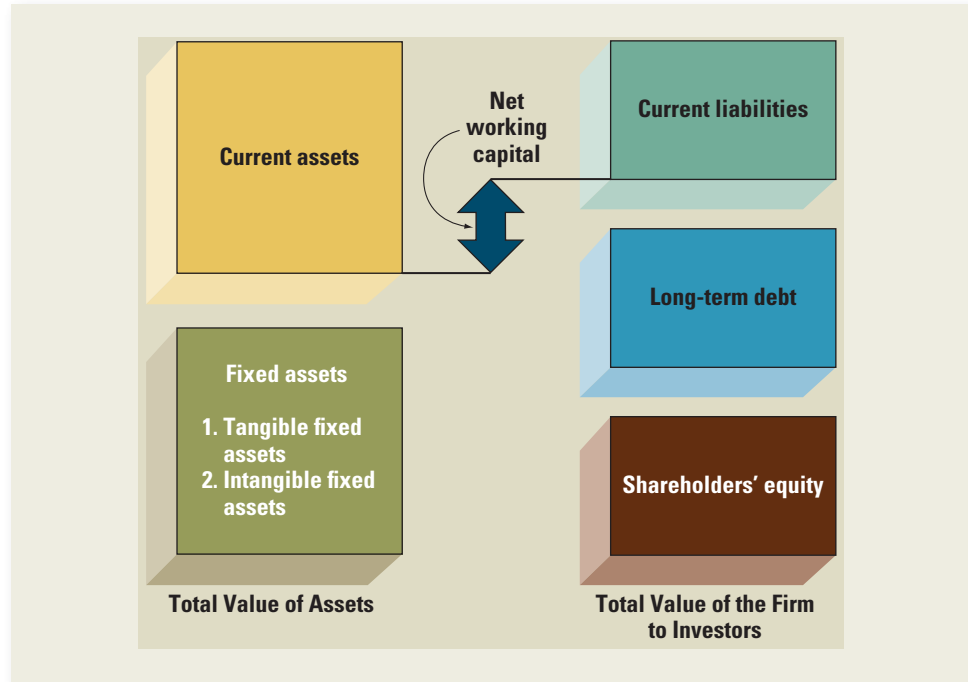 Current assets
Net
working
capital
Current liabilities
Long-term debt
Fixed assets
1. Tangible fixed
assets
2. Intangible fixed
assets
Shareholders’ equity
Total Value of Assets
Total Value of the Firm
to Investors